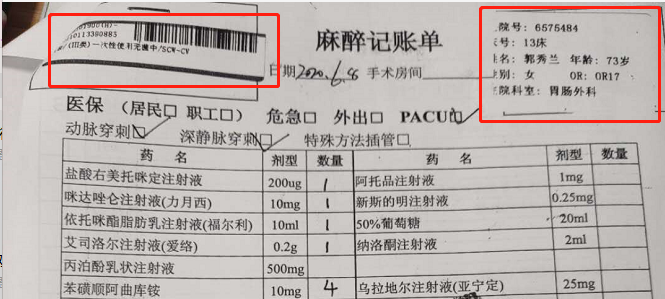 10113390885
(III类)一次性使用无菌中/SCW-CV
麻醉记账单
日期2020.6.8 手术房间
院号: 6575484
号: 13床
名: 郭秀兰 年龄: 73岁
别: 女 OR: OR17
院科室: 胃肠外科
医保 (居民□ 职工□) 危急□ 外出□ PACU☑
动脉穿刺☑ 深静脉穿刺☑ 特殊方法插管□
药 名 剂型 数量 药 名 剂型 数量
盐酸右美托咪定注射液 200ug 1 阿托品注射液 1mg
咪达唑仑注射液(力月西) 10mg 1 新斯的明注射液 0.25mg
依托咪酯脂肪乳注射液(福尔利) 10ml 1 50%葡萄糖 20ml
艾司洛尔注射液(爱络) 0.2g 1 纳洛酮注射液 2ml
丙泊酚乳状注射液 500mg
苯磺顺阿曲库铵 10mg 4 乌拉地尔注射液(亚宁定) 25mg